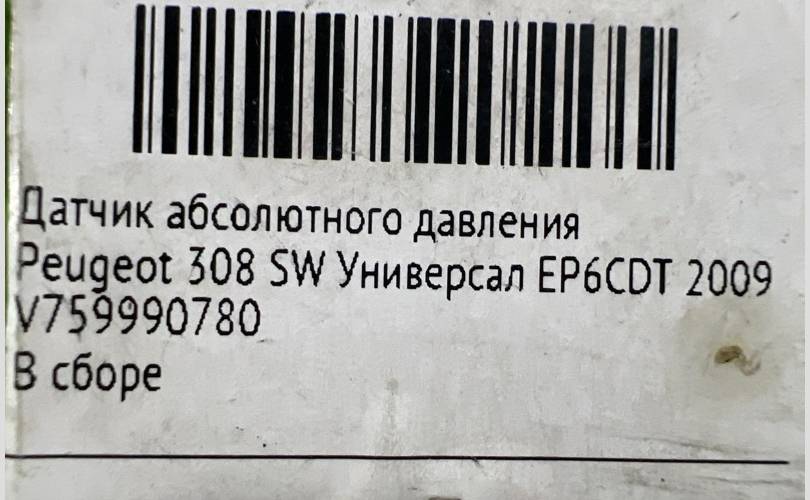 Датчик абсолютного давления
Peugeot 308 SW Универсал EP6CDT 2009
V759990780
В сборе